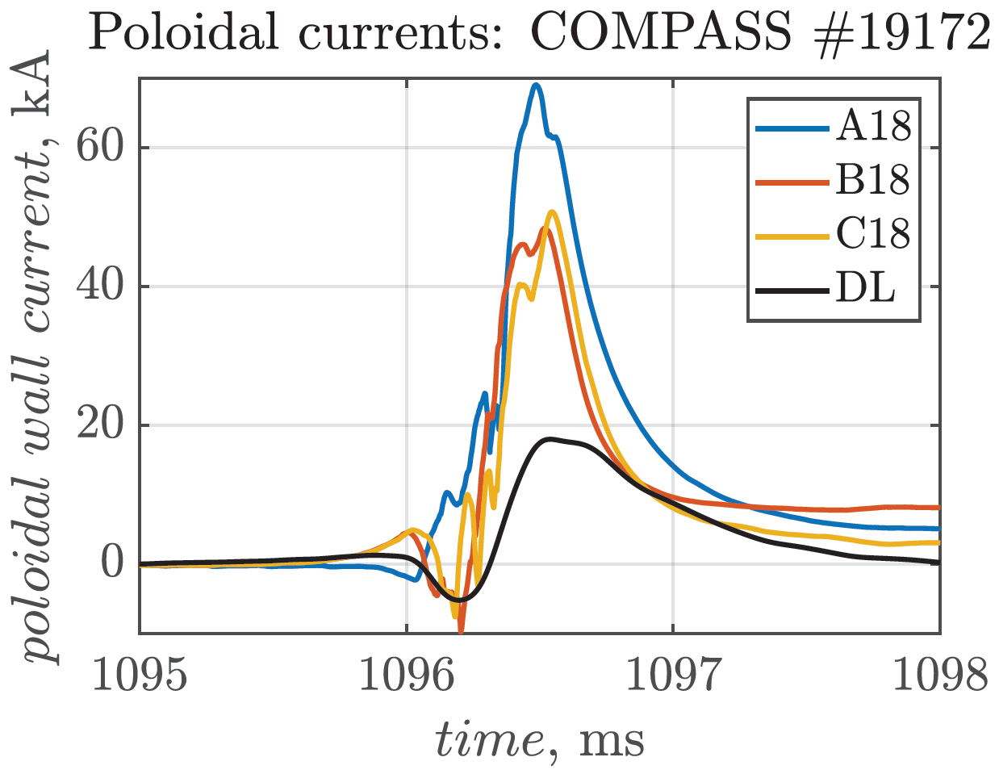 Poloidal currents: COMPASS #19172
poloidal wall current, kA
60
40
20
0
A18
B18
C18
DL
1095 1096 1097 1098
time, ms